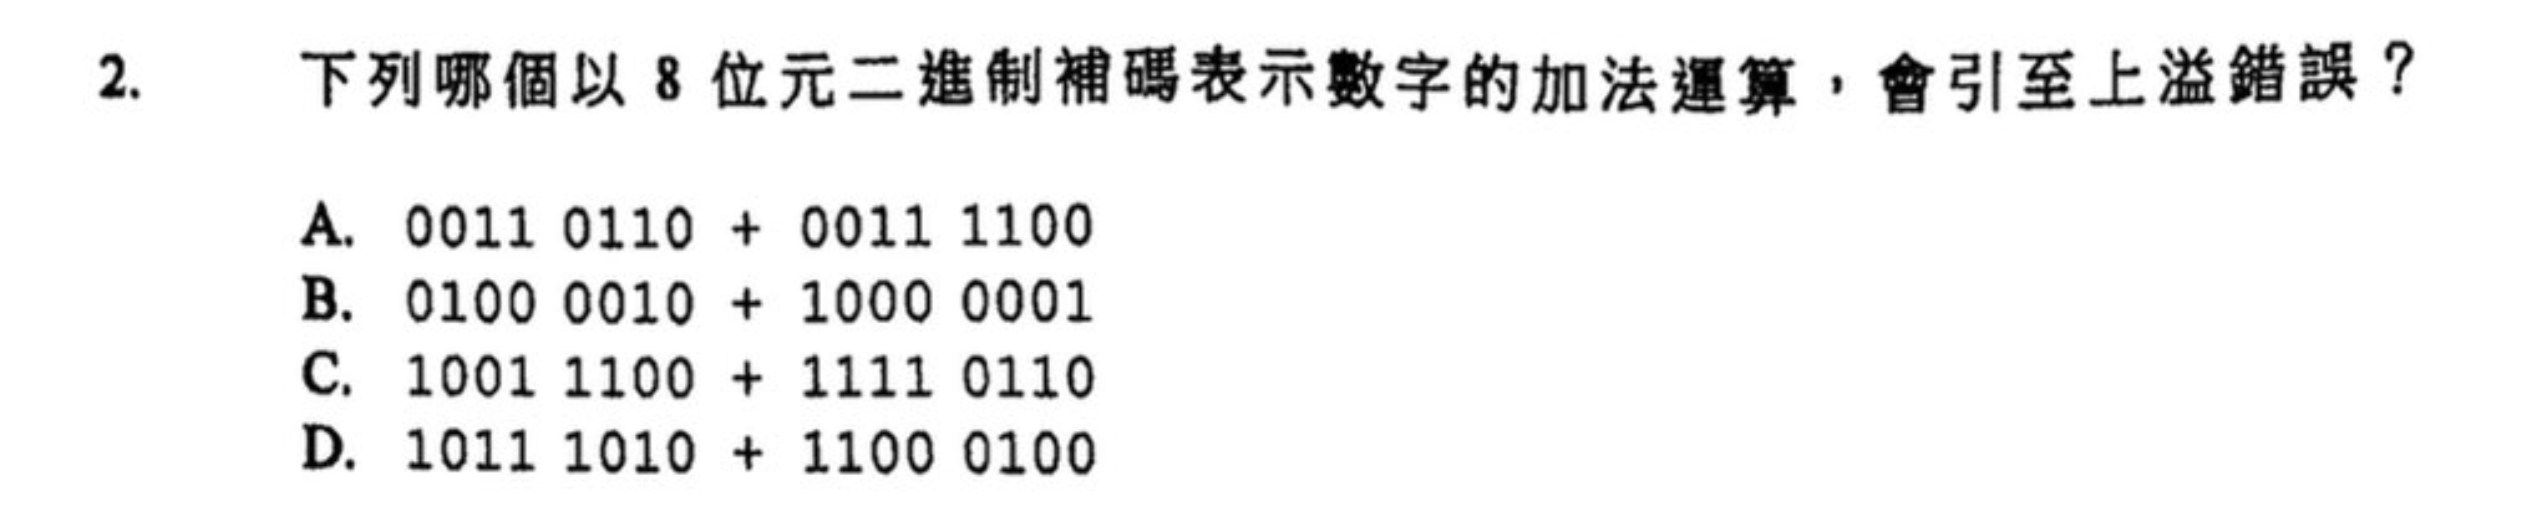 2. 下列哪個以 8 位元二進制補碼表示數字的加法運算，會引至上溢錯誤？
A. 0011 0110 + 0011 1100
B. 0100 0010 + 1000 0001
C. 1001 1100 + 1111 0110
D. 1011 1010 + 1100 0100